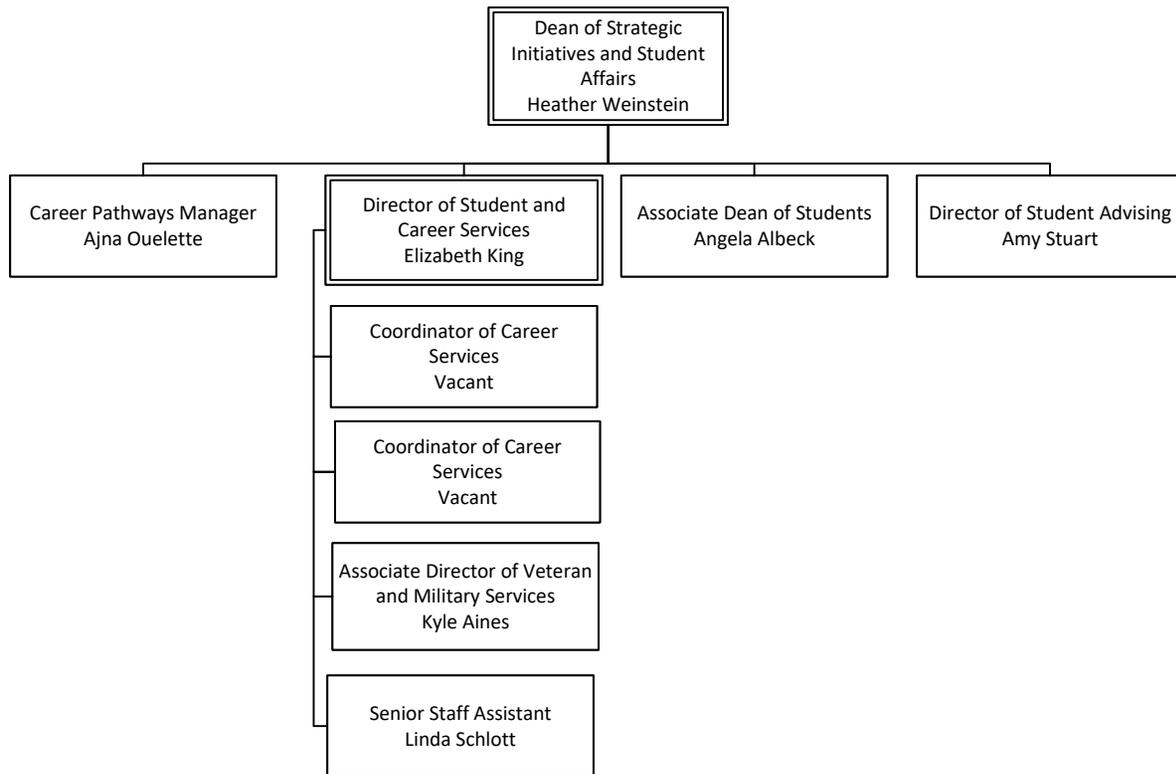 Dean of Strategic
Initiatives and Student
Affairs
Heather Weinstein
Career Pathways Manager
Ajna Ouelette
Director of Student and
Career Services
Elizabeth King
Associate Dean of Students
Angela Albeck
Director of Student Advising
Amy Stuart
Coordinator of Career
Services
Vacant
Coordinator of Career
Services
Vacant
Associate Director of Veteran
and Military Services
Kyle Aines
Senior Staff Assistant
Linda Schlott